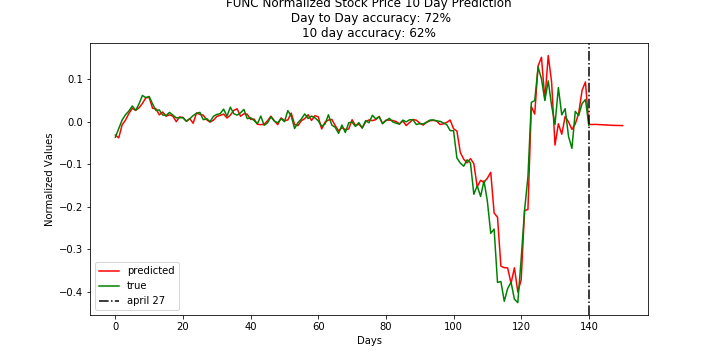 FUNC Normalized Stock Price 10 Day Prediction
Day to Day accuracy: 72%
10 day accuracy: 62%
Normalized Values
0.1
0.0
−0.1
−0.2
−0.3
−0.4
predicted
true
april 27
0 20 40 60 80 100 120 140
Days